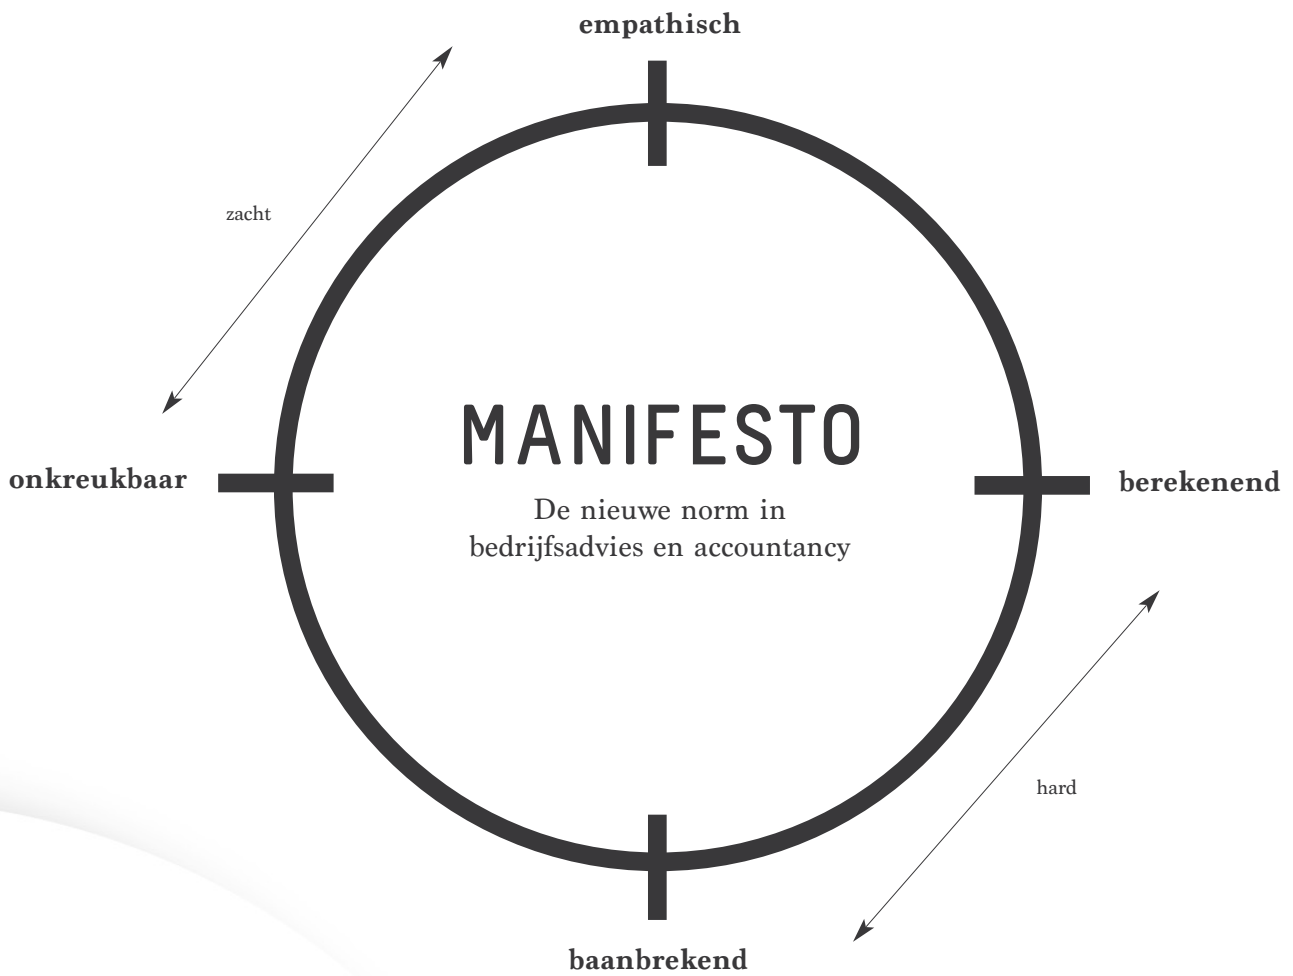 empathisch
zacht
MANIFESTO
onkreukbaar
berekenend
De nieuwe norm in
bedrijfsadvies en accountancy
hard
baanbrekend